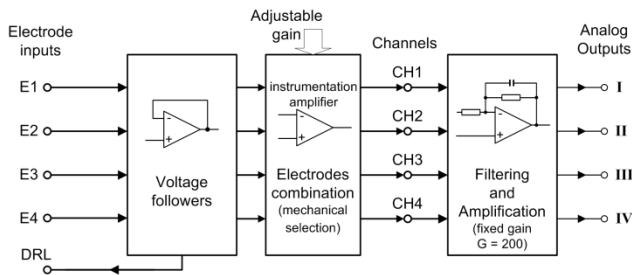 Electrode
inputs
E1
E2
E3
E4
DRL
Voltage
followers
Adjustable
gain
instrumentation
amplifier
Electrodes
combination
(mechanical
selection)
Channels
CH1
CH2
CH3
CH4
Filtering
and
Amplification
(fixed gain
G = 200)
Analog
Outputs
I
II
III
IV